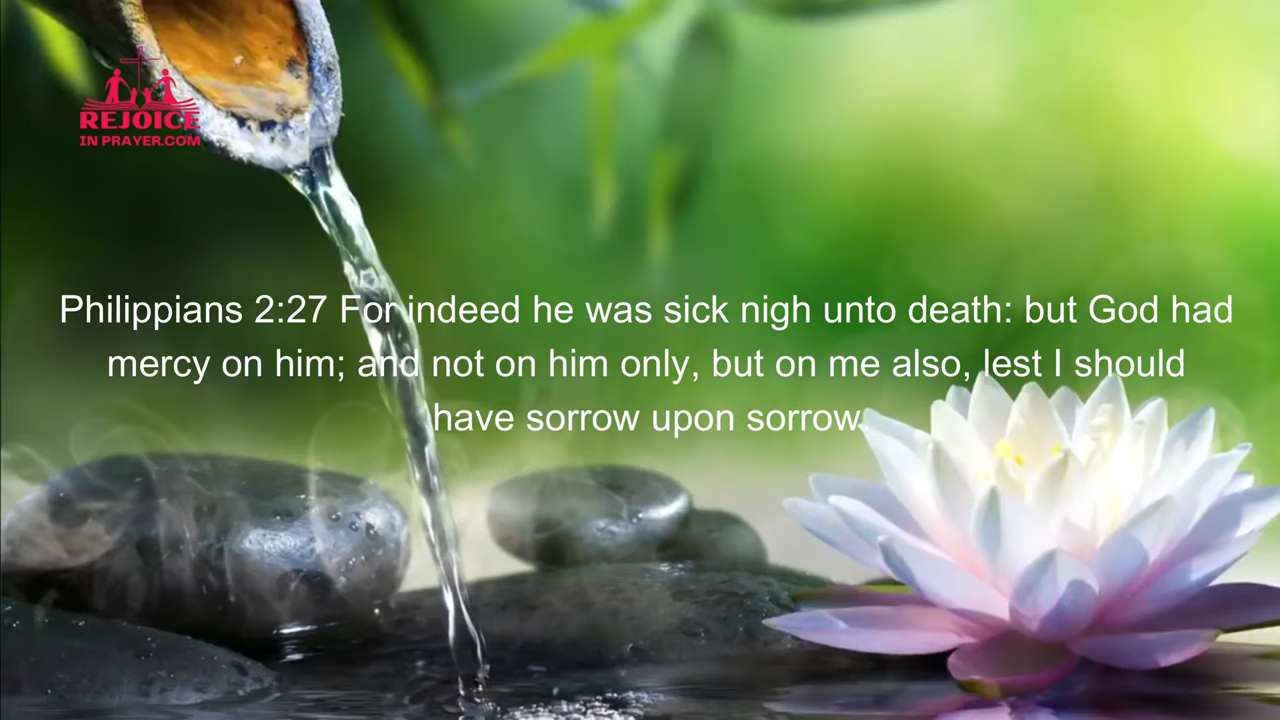 REJOICE
IN PRAYER.COM
Philippians 2:27 For indeed he was sick nigh unto death: but God had
mercy on him; and not on him only, but on me also, lest I should
have sorrow upon sorrow.